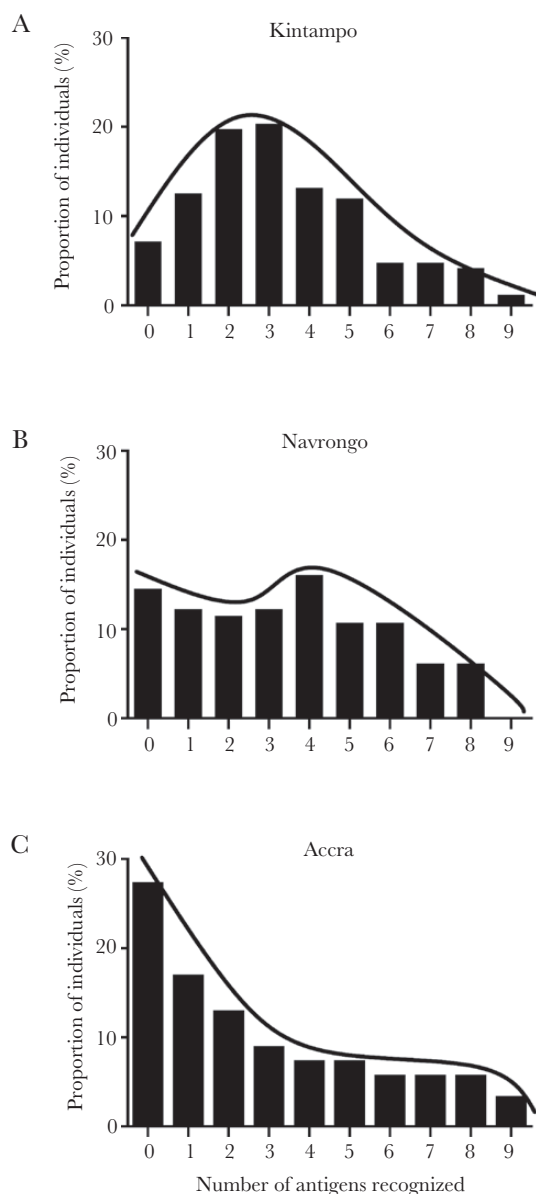 A
Kintampo
Proportion of individuals (%)
30
20
10
0
0 1 2 3 4 5 6 7 8 9
B
Navrongo
Proportion of individuals (%)
30
20
10
0
0 1 2 3 4 5 6 7 8 9
C
Accra
Proportion of individuals (%)
30
20
10
0
0 1 2 3 4 5 6 7 8 9
Number of antigens recognized